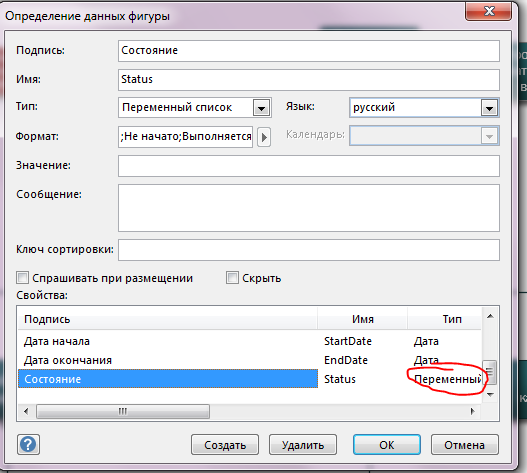 Определение данных фигуры
Подпись: Состояние
Имя: Status
Тип: Переменный список Язык: русский
Формат: ;Не начато;Выполняется Календарь:
Значение:
Сообщение:
Ключ сортировки:
Спрашивать при размещении Скрыть
Свойства:
Подпись Имя Тип
Дата начала StartDate Дата
Дата окончания EndDate Дата
Состояние Status Переменный
? Создать Удалить ОК Отмена